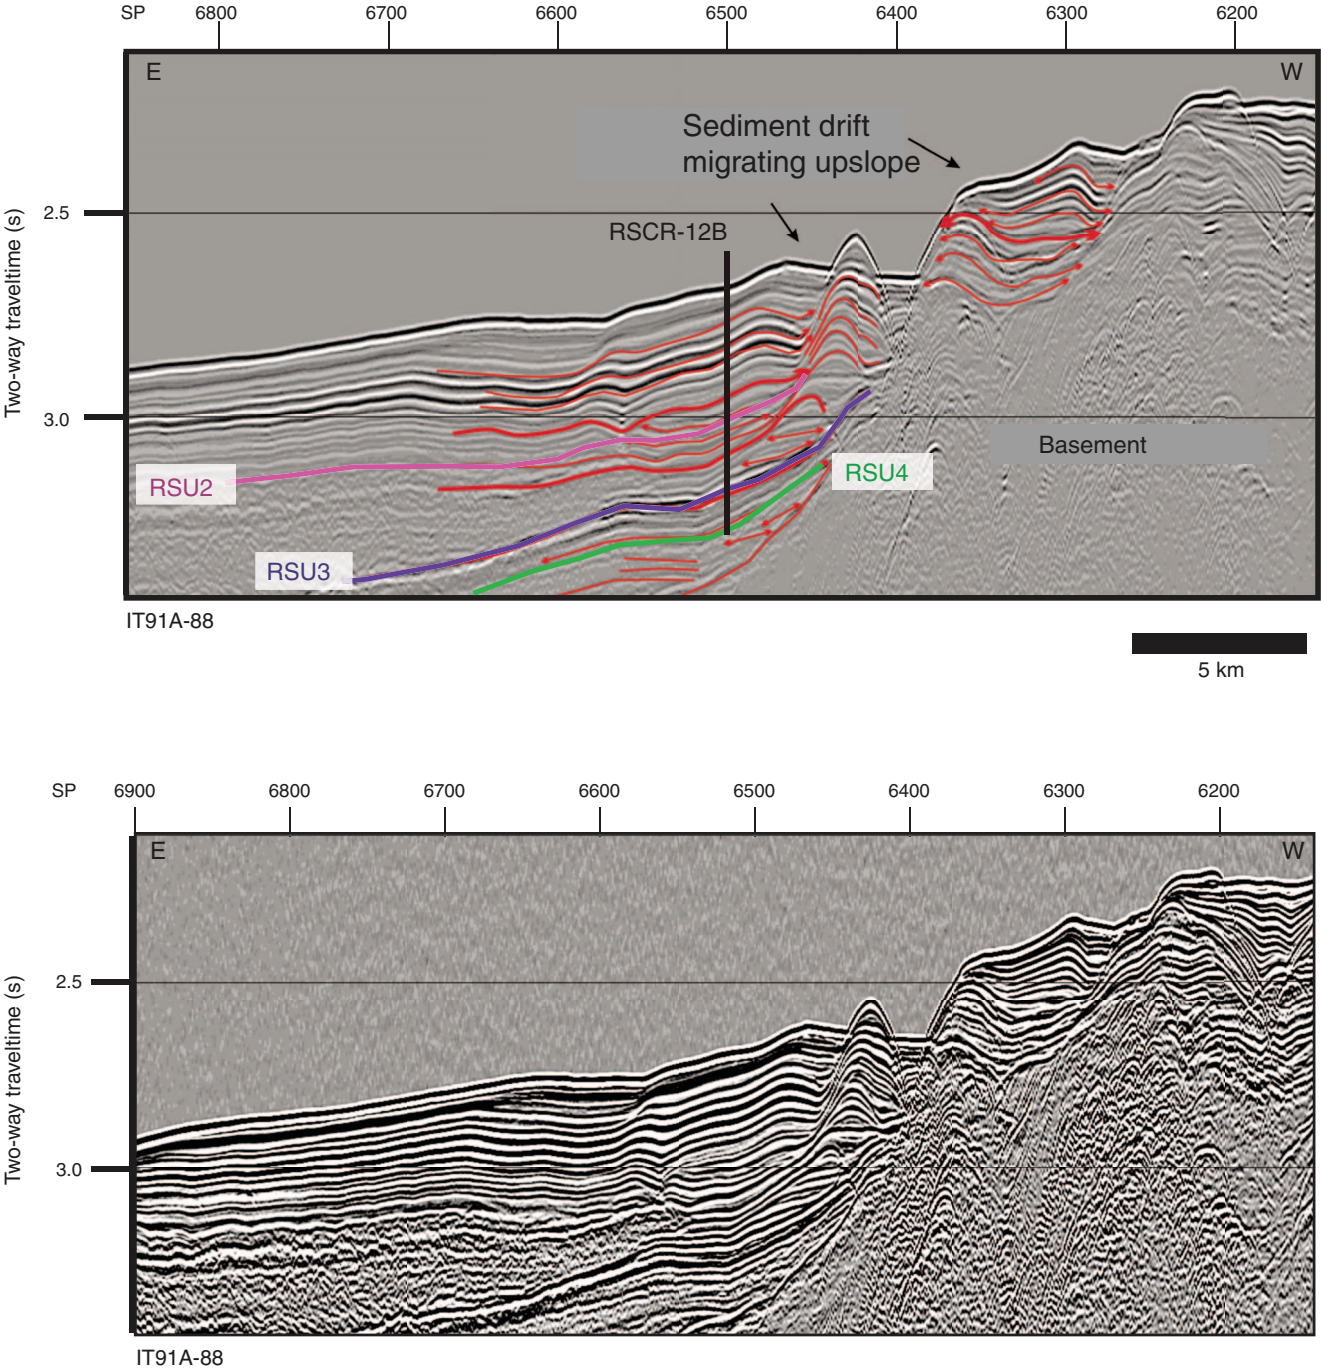 SP 6800 6700 6600 6500 6400 6300 6200
E W
Sediment drift
migrating upslope
2.5
RSCR-12B
Two-way traveltime (s)
3.0
Basement
RSU4
RSU2
RSU3
IT91A-88
5 km
SP 6900 6800 6700 6600 6500 6400 6300 6200
E W
2.5
Two-way traveltime (s)
3.0
IT91A-88